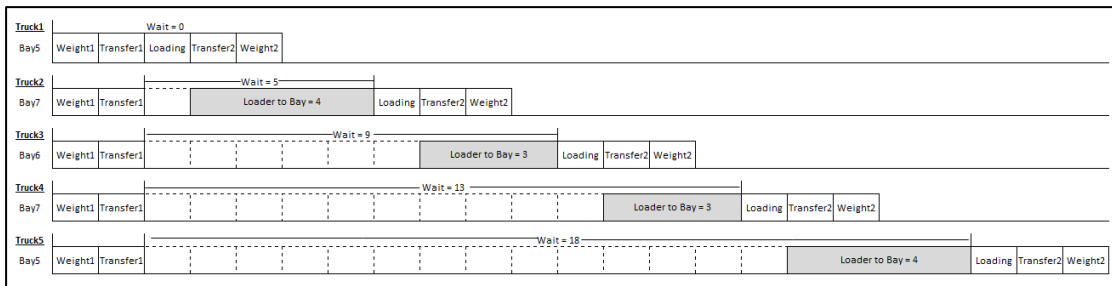 Truck1 Wait = 0
Bay5 Weight1 Transfer1 Loading Transfer2 Weight2
Truck2 Wait = 5
Bay7 Weight1 Transfer1 Loader to Bay = 4 Loading Transfer2 Weight2
Truck3 Wait = 9
Bay6 Weight1 Transfer1 Loader to Bay = 3 Loading Transfer2 Weight2
Truck4 Wait = 13
Bay7 Weight1 Transfer1 Loader to Bay = 3 Loading Transfer2 Weight2
Truck5 Wait = 18
Bay5 Weight1 Transfer1 Loader to Bay = 4 Loading Transfer2 Weight2